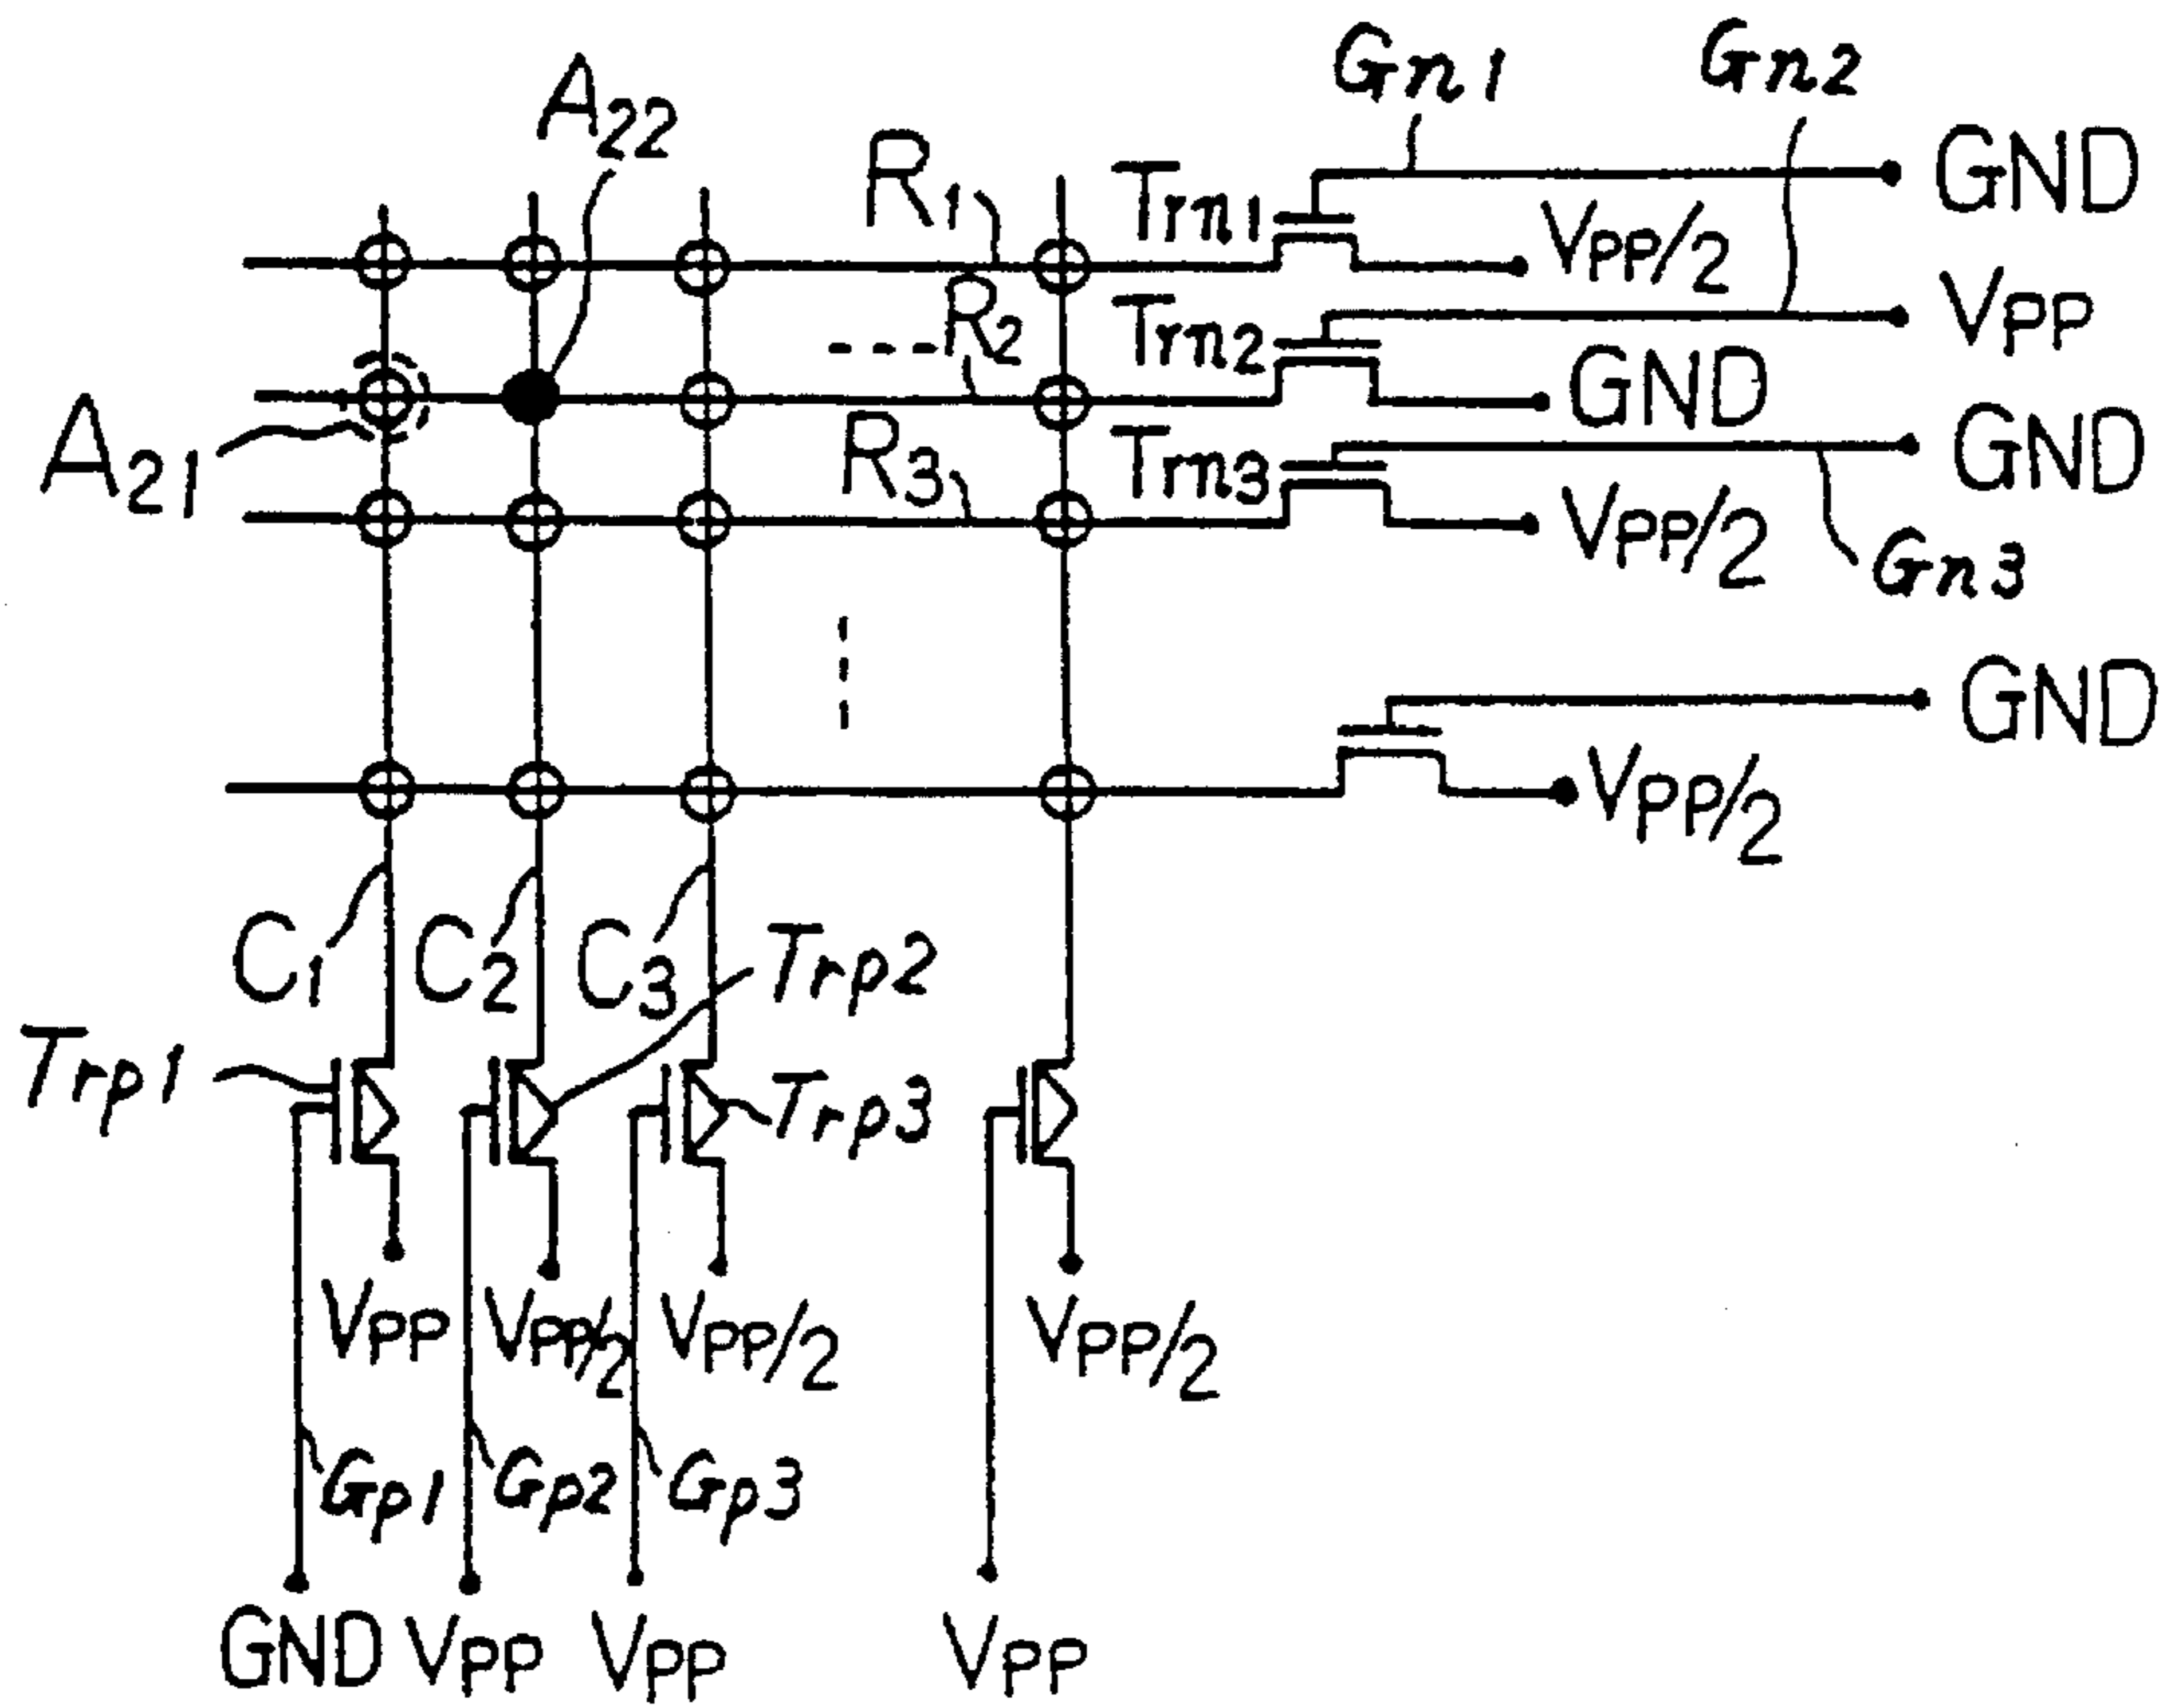 Gn1 Gn2
A22
R1 Trn1 GND
VPP/2
R2 Trn2 VPP
GND
A21 R3 Trn3 GND
VPP/2 Gn3
GND
VPP/2
C1 C2 C3 Trp2
Trp1 Trp3
VPP VPP/2 VPP/2 VPP/2
Gp1 Gp2 Gp3
GND VPP VPP VPP